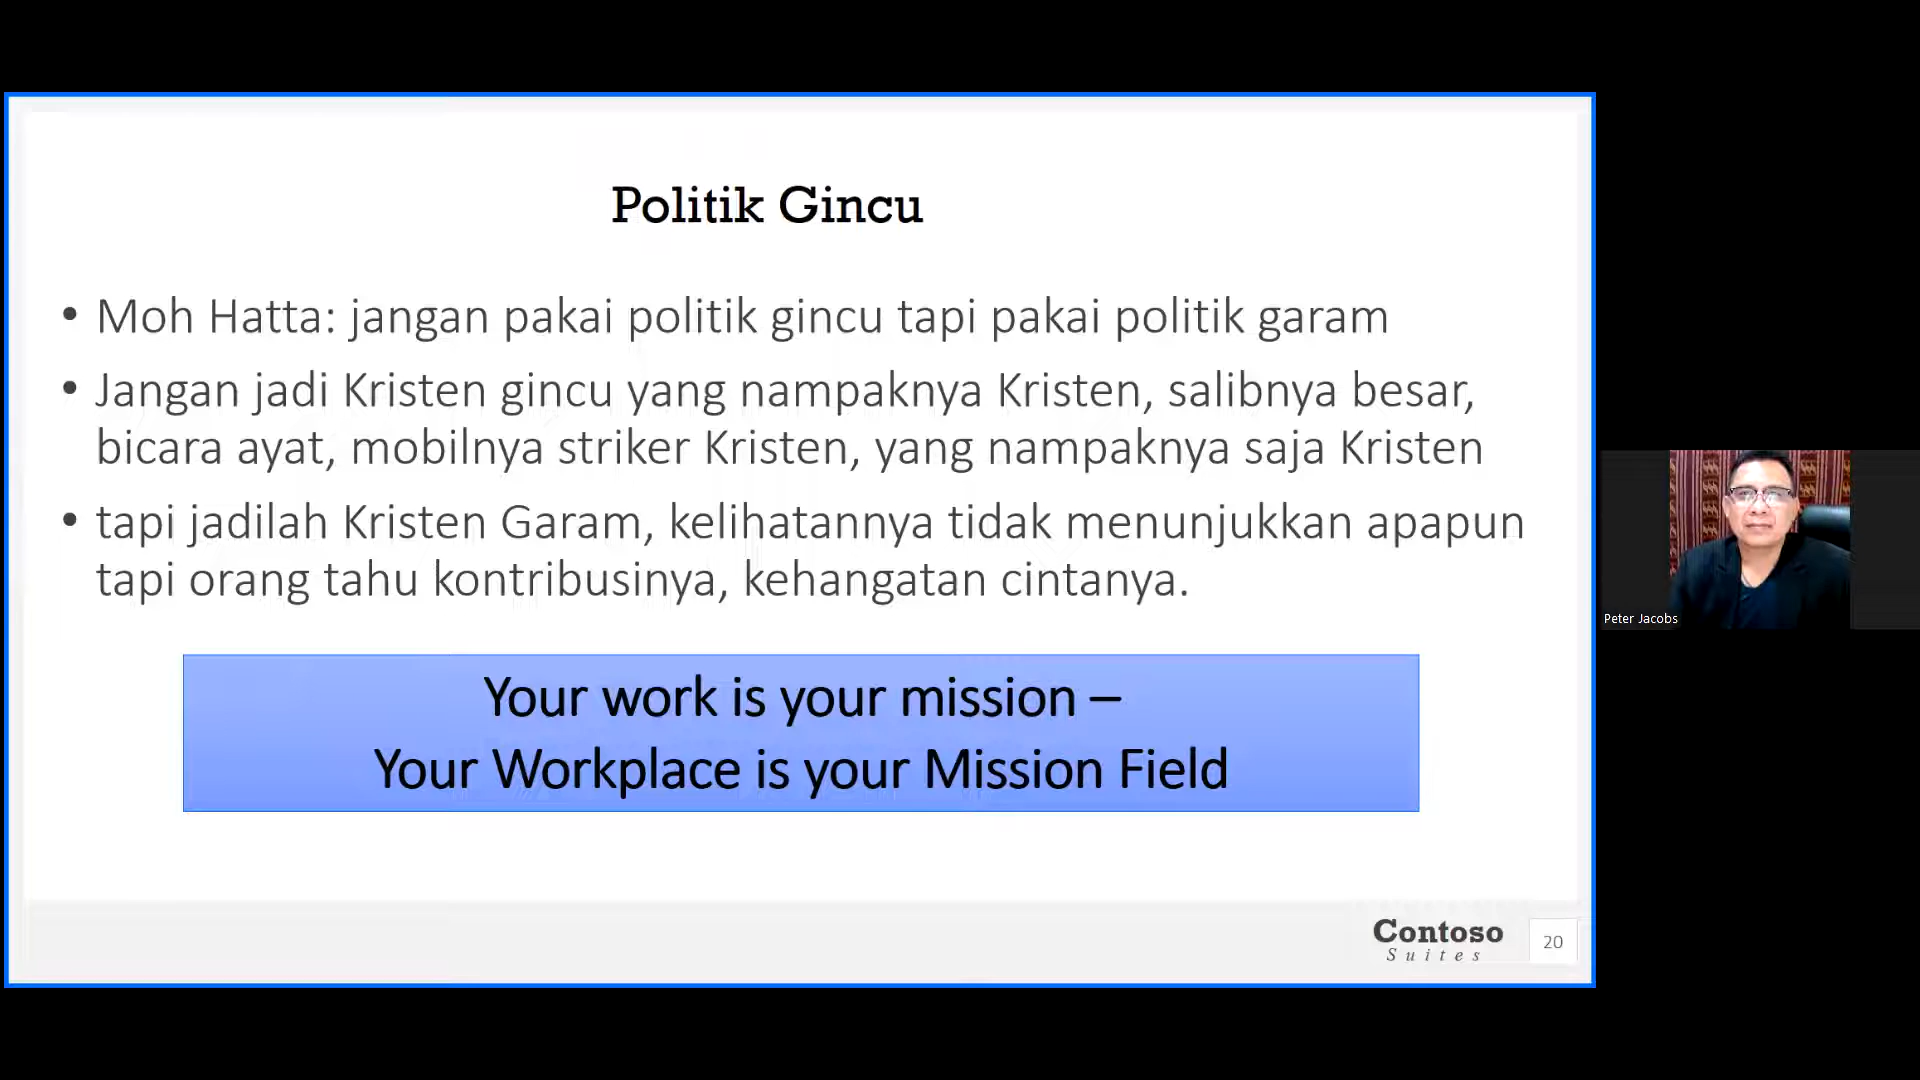 Politik Gincu
• Moh Hatta: jangan pakai politik gincu tapi pakai politik garam
• Jangan jadi Kristen gincu yang nampaknya Kristen, salibnya besar,
bicara ayat, mobilnya striker Kristen, yang nampaknya saja Kristen
• tapi jadilah Kristen Garam, kelihatannya tidak menunjukkan apapun
tapi orang tahu kontribusinya, kehangatan cintanya.
Your work is your mission –
Your Workplace is your Mission Field
Contoso
Suites
20
Peter Jacobs